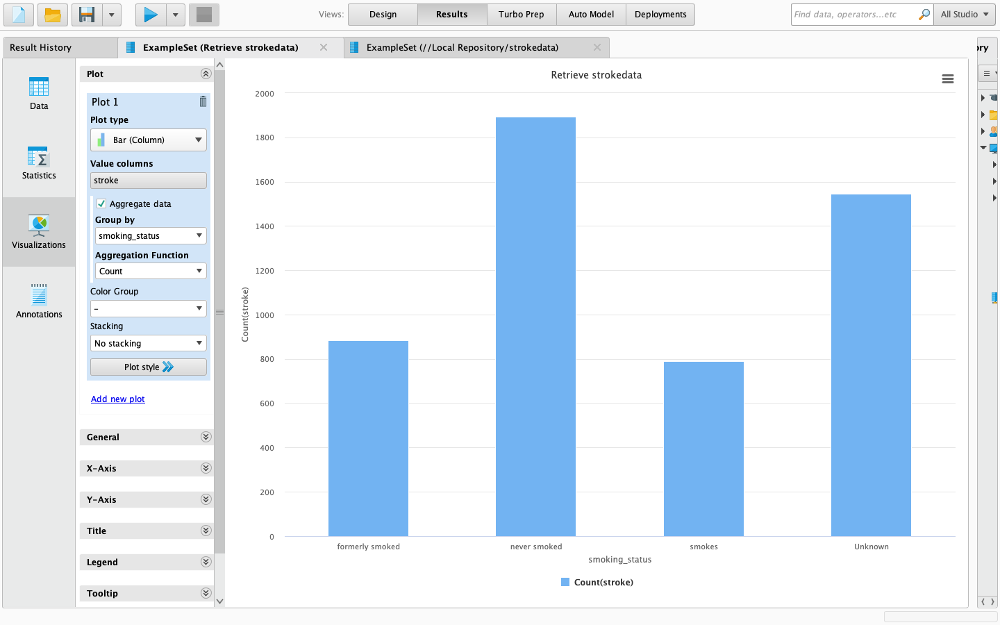 Views:
Design
Results
Turbo Prep
Auto Model
Deployments
Find data, operators...etc
All Studio
Result History
ExampleSet (Retrieve strokedata)
ExampleSet (//Local Repository/strokedata)
ory
Data
Statistics
Visualizations
Annotations
Plot
Plot 1
Plot type
Bar (Column)
Value columns
stroke
Aggregate data
Group by
smoking_status
Aggregation Function
Count
Color Group
–
Stacking
No stacking
Plot style
Add new plot
General
X-Axis
Y-Axis
Title
Legend
Tooltip
Retrieve strokedata
2000
1800
1600
1400
1200
1000
800
600
400
200
0
Count(stroke)
formerly smoked
never smoked
smokes
Unknown
smoking_status
Count(stroke)